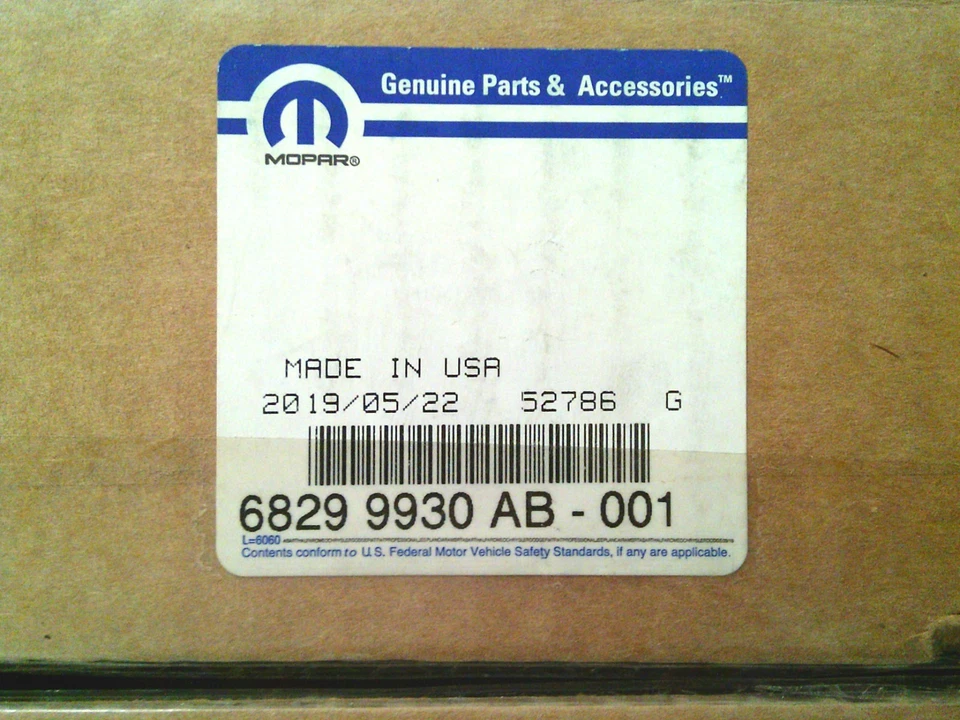 Genuine Parts & Accessories™
MOPAR®
MADE IN USA
2019/05/22 52786 G
6829 9930 AB - 001
L=6060
Contents conform to U.S. Federal Motor Vehicle Safety Standards, if any are applicable.